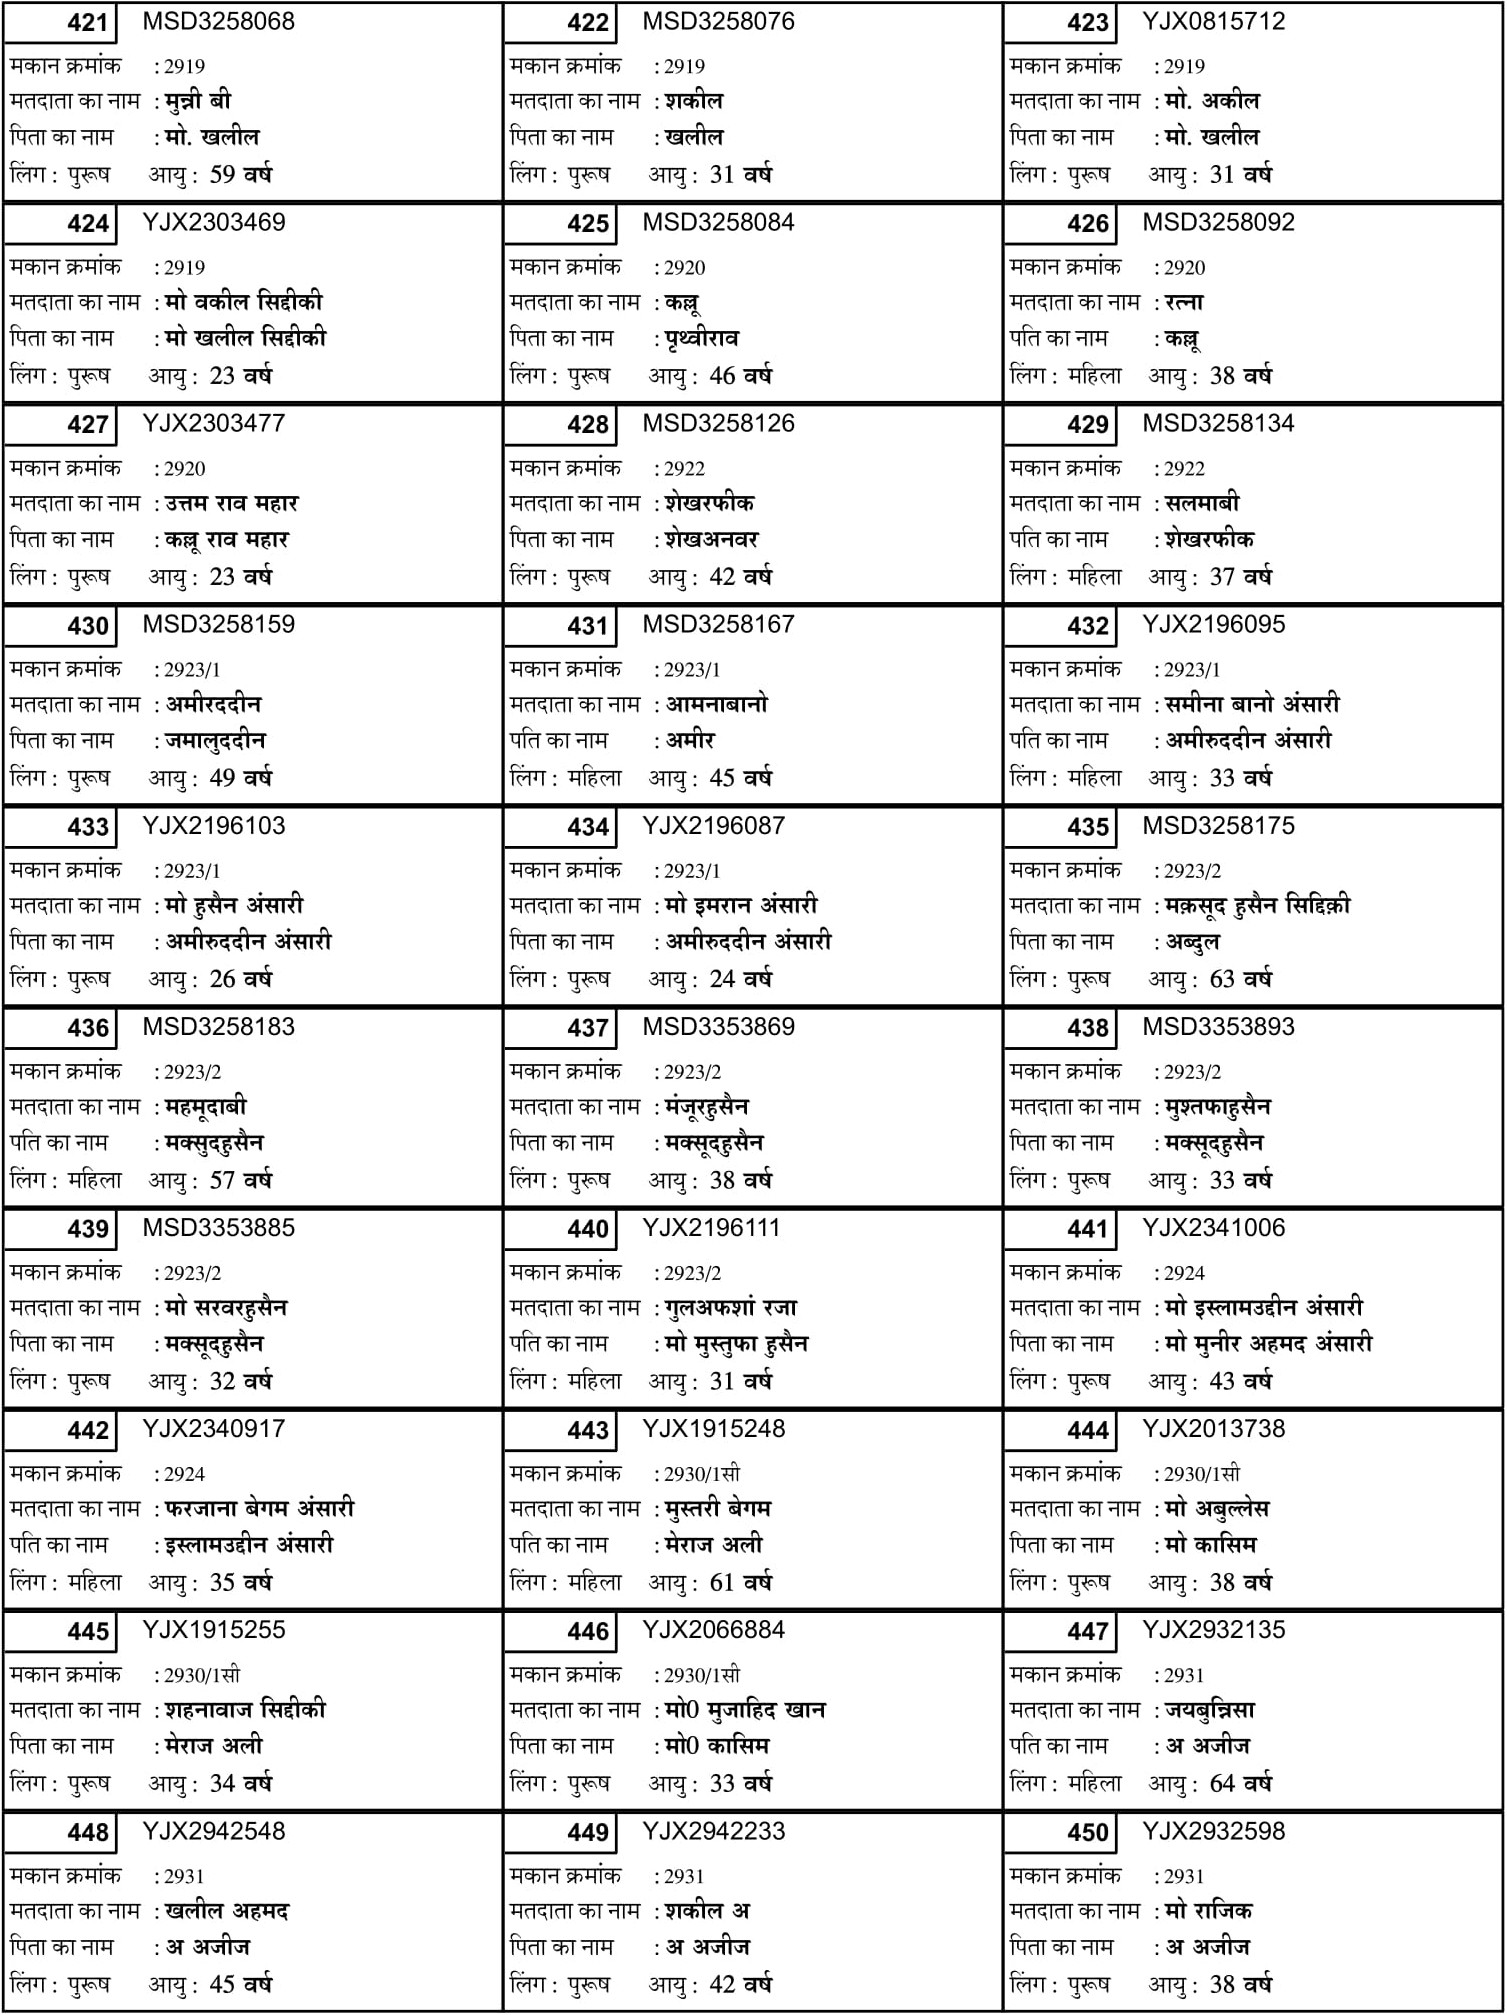 421 MSD3258068
मकान क्रमांक : 2919
मतदाता का नाम : मुन्नी बी
पिता का नाम : मो. खलील
लिंग : पुरूष आयु : 59 वर्ष
422 MSD3258076
मकान क्रमांक : 2919
मतदाता का नाम : शकील
पिता का नाम : खलील
लिंग : पुरूष आयु : 31 वर्ष
423 YJX0815712
मकान क्रमांक : 2919
मतदाता का नाम : मो. अकील
पिता का नाम : मो. खलील
लिंग : पुरूष आयु : 31 वर्ष
424 YJX2303469
मकान क्रमांक : 2919
मतदाता का नाम : मो वकील सिद्दीकी
पिता का नाम : मो खलील सिद्दीकी
लिंग : पुरूष आयु : 23 वर्ष
425 MSD3258084
मकान क्रमांक : 2920
मतदाता का नाम : कल्लू
पिता का नाम : पृथ्वीराव
लिंग : पुरूष आयु : 46 वर्ष
426 MSD3258092
मकान क्रमांक : 2920
मतदाता का नाम : रत्ना
पति का नाम : कल्लू
लिंग : महिला आयु : 38 वर्ष
427 YJX2303477
मकान क्रमांक : 2920
मतदाता का नाम : उत्तम राव महार
पिता का नाम : कल्लू राव महार
लिंग : पुरूष आयु : 23 वर्ष
428 MSD3258126
मकान क्रमांक : 2922
मतदाता का नाम : शेखरफीक
पिता का नाम : शेखअनवर
लिंग : पुरूष आयु : 42 वर्ष
429 MSD3258134
मकान क्रमांक : 2922
मतदाता का नाम : सलमाबी
पति का नाम : शेखरफीक
लिंग : महिला आयु : 37 वर्ष
430 MSD3258159
मकान क्रमांक : 2923/1
मतदाता का नाम : अमीरददीन
पिता का नाम : जमालुददीन
लिंग : पुरूष आयु : 49 वर्ष
431 MSD3258167
मकान क्रमांक : 2923/1
मतदाता का नाम : आमनाबानो
पति का नाम : अमीर
लिंग : महिला आयु : 45 वर्ष
432 YJX2196095
मकान क्रमांक : 2923/1
मतदाता का नाम : समीना बानो अंसारी
पति का नाम : अमीरुददीन अंसारी
लिंग : महिला आयु : 33 वर्ष
433 YJX2196103
मकान क्रमांक : 2923/1
मतदाता का नाम : मो हुसैन अंसारी
पिता का नाम : अमीरुददीन अंसारी
लिंग : पुरूष आयु : 26 वर्ष
434 YJX2196087
मकान क्रमांक : 2923/1
मतदाता का नाम : मो इमरान अंसारी
पिता का नाम : अमीरुददीन अंसारी
लिंग : पुरूष आयु : 24 वर्ष
435 MSD3258175
मकान क्रमांक : 2923/2
मतदाता का नाम : मक़सूद हुसैन सिद्दिक़ी
पिता का नाम : अब्दुल
लिंग : पुरूष आयु : 63 वर्ष
436 MSD3258183
मकान क्रमांक : 2923/2
मतदाता का नाम : महमूदाबी
पति का नाम : मक्सुदहुसैन
लिंग : महिला आयु : 57 वर्ष
437 MSD3353869
मकान क्रमांक : 2923/2
मतदाता का नाम : मंजूरहुसैन
पिता का नाम : मक्सूदहुसैन
लिंग : पुरूष आयु : 38 वर्ष
438 MSD3353893
मकान क्रमांक : 2923/2
मतदाता का नाम : मुश्तफाहुसैन
पिता का नाम : मक्सूदहुसैन
लिंग : पुरूष आयु : 33 वर्ष
439 MSD3353885
मकान क्रमांक : 2923/2
मतदाता का नाम : मो सरवरहुसैन
पिता का नाम : मक्सूदहुसैन
लिंग : पुरूष आयु : 32 वर्ष
440 YJX2196111
मकान क्रमांक : 2923/2
मतदाता का नाम : गुलअफशां रजा
पति का नाम : मो मुस्तुफा हुसैन
लिंग : महिला आयु : 31 वर्ष
441 YJX2341006
मकान क्रमांक : 2924
मतदाता का नाम : मो इस्लामउद्दीन अंसारी
पिता का नाम : मो मुनीर अहमद अंसारी
लिंग : पुरूष आयु : 43 वर्ष
442 YJX2340917
मकान क्रमांक : 2924
मतदाता का नाम : फरजाना बेगम अंसारी
पति का नाम : इस्लामउद्दीन अंसारी
लिंग : महिला आयु : 35 वर्ष
443 YJX1915248
मकान क्रमांक : 2930/1सी
मतदाता का नाम : मुस्तरी बेगम
पति का नाम : मेराज अली
लिंग : महिला आयु : 61 वर्ष
444 YJX2013738
मकान क्रमांक : 2930/1सी
मतदाता का नाम : मो अबुल्लेस
पिता का नाम : मो कासिम
लिंग : पुरूष आयु : 38 वर्ष
445 YJX1915255
मकान क्रमांक : 2930/1सी
मतदाता का नाम : शहनावाज सिद्दीकी
पिता का नाम : मेराज अली
लिंग : पुरूष आयु : 34 वर्ष
446 YJX2066884
मकान क्रमांक : 2930/1सी
मतदाता का नाम : मो0 मुजाहिद खान
पिता का नाम : मो0 कासिम
लिंग : पुरूष आयु : 33 वर्ष
447 YJX2932135
मकान क्रमांक : 2931
मतदाता का नाम : जयबुन्निसा
पति का नाम : अ अजीज
लिंग : महिला आयु : 64 वर्ष
448 YJX2942548
मकान क्रमांक : 2931
मतदाता का नाम : खलील अहमद
पिता का नाम : अ अजीज
लिंग : पुरूष आयु : 45 वर्ष
449 YJX2942233
मकान क्रमांक : 2931
मतदाता का नाम : शकील अ
पिता का नाम : अ अजीज
लिंग : पुरूष आयु : 42 वर्ष
450 YJX2932598
मकान क्रमांक : 2931
मतदाता का नाम : मो राजिक
पिता का नाम : अ अजीज
लिंग : पुरूष आयु : 38 वर्ष